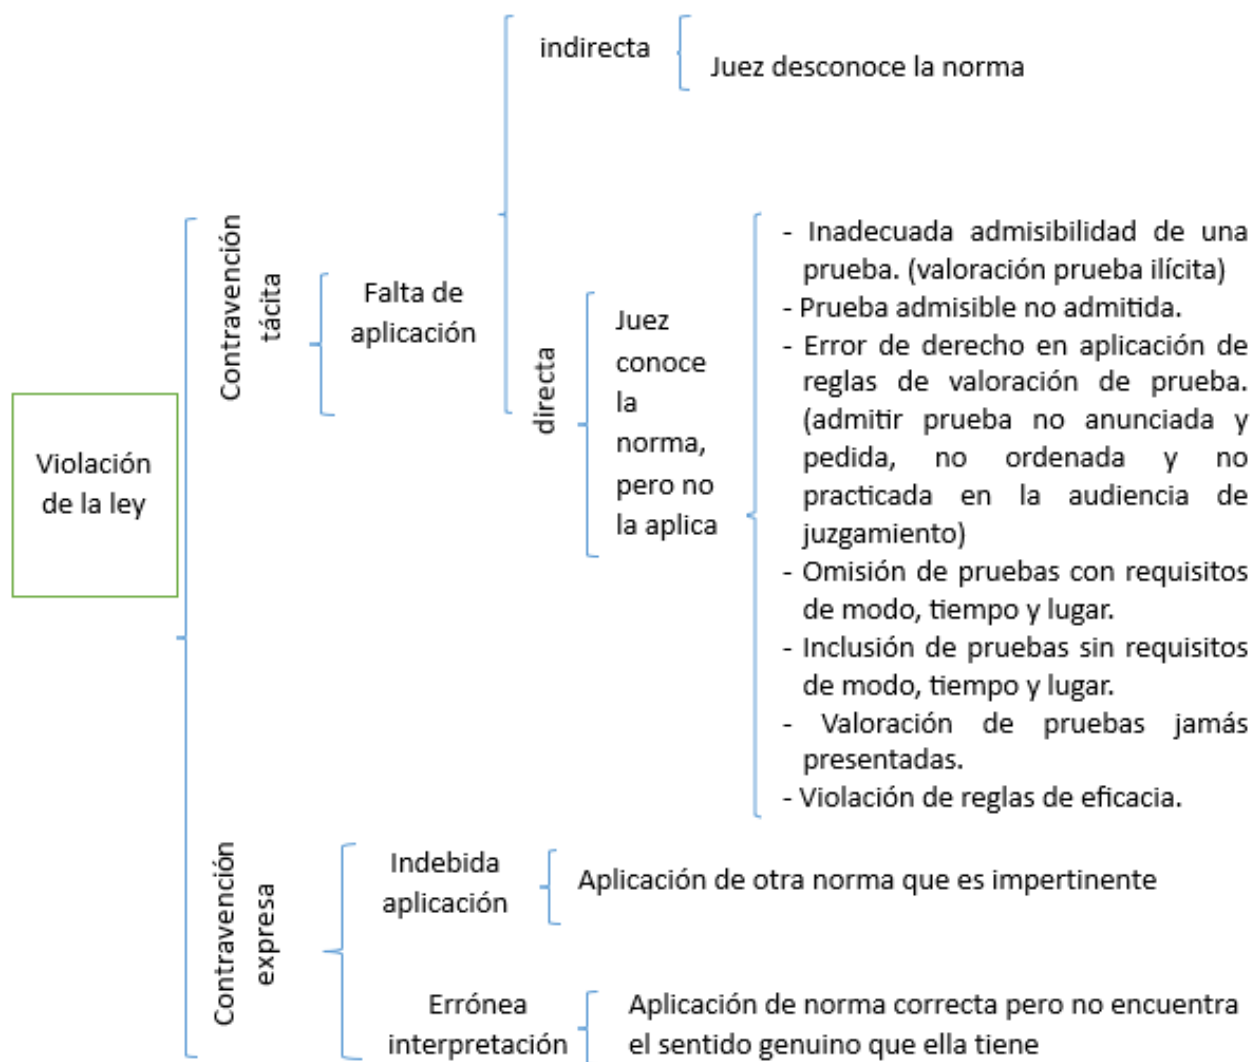 Violación
de la ley
Contravención
tácita
Falta de
aplicación
indirecta
Juez desconoce la norma
directa
Juez
conoce
la
norma,
pero no
la aplica
- Inadecuada admisibilidad de una
prueba. (valoración prueba ilícita)
- Prueba admisible no admitida.
- Error de derecho en aplicación de
reglas de valoración de prueba.
(admitir prueba no anunciada y
pedida, no ordenada y no
practicada en la audiencia de
juzgamiento)
- Omisión de pruebas con requisitos
de modo, tiempo y lugar.
- Inclusión de pruebas sin requisitos
de modo, tiempo y lugar.
- Valoración de pruebas jamás
presentadas.
- Violación de reglas de eficacia.
Contravención
expresa
Indebida
aplicación
Aplicación de otra norma que es impertinente
Errónea
interpretación
Aplicación de norma correcta pero no encuentra
el sentido genuino que ella tiene